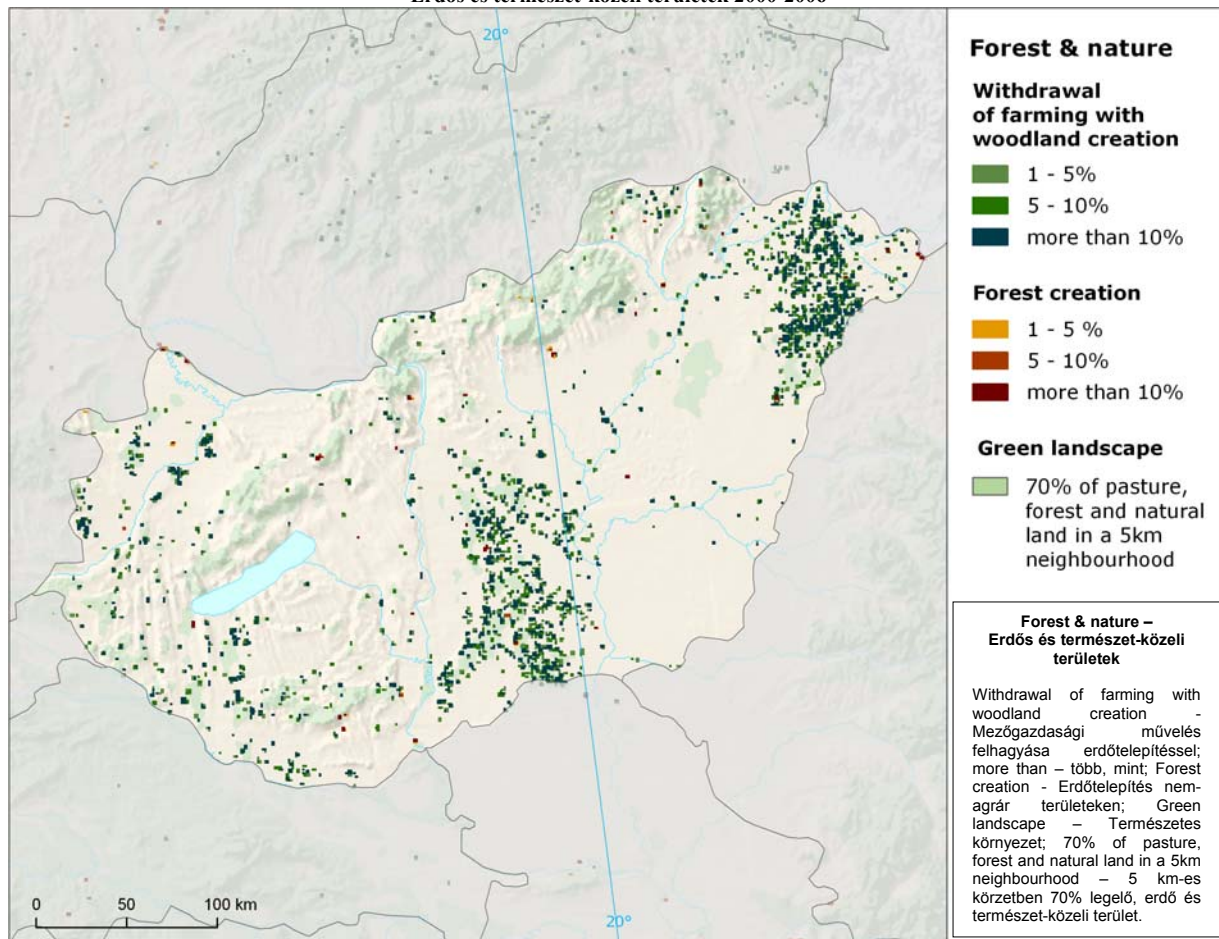 Erdős és természet-közeli területek 2000-2006
20°
Forest & nature
Withdrawal
of farming with
woodland creation
1 - 5%
5 - 10%
more than 10%
Forest creation
1 - 5 %
5 - 10%
more than 10%
Green landscape
70% of pasture,
forest and natural
land in a 5km
neighbourhood
Forest & nature –
Erdős és természet-közeli
területek
Withdrawal of farming with
woodland creation -
Mezőgazdasági művelés
felhagyása erdőtelepítéssel;
more than – több, mint; Forest
creation - Erdőtelepítés nem-
agrár területeken; Green
landscape – Természetes
környezet; 70% of pasture,
forest and natural land in a 5km
neighbourhood – 5 km-es
körzetben 70% legelő, erdő és
természet-közeli terület.
0 50 100 km
20°